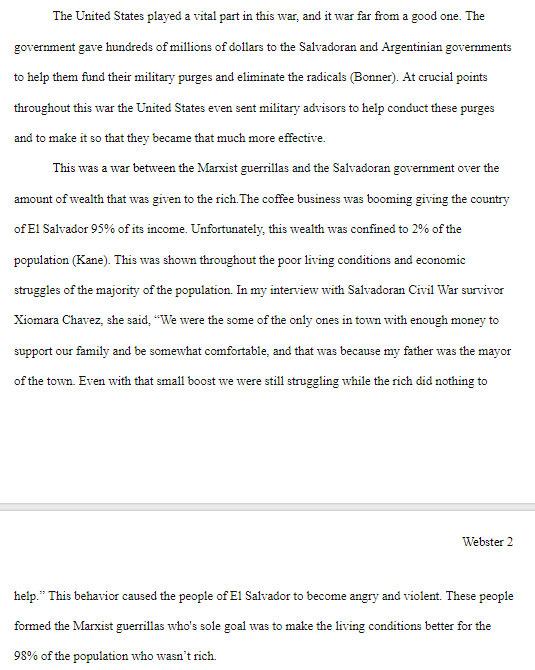 The United States played a vital part in this war, and it war far from a good one. The
government gave hundreds of millions of dollars to the Salvadoran and Argentinian governments
to help them fund their military purges and eliminate the radicals (Bonner). At crucial points
throughout this war the United States even sent military advisors to help conduct these purges
and to make it so that they became that much more effective.
This was a war between the Marxist guerrillas and the Salvadoran government over the
amount of wealth that was given to the rich.The coffee business was booming giving the country
of El Salvador 95% of its income. Unfortunately, this wealth was confined to 2% of the
population (Kane). This was shown throughout the poor living conditions and economic
struggles of the majority of the population. In my interview with Salvadoran Civil War survivor
Xiomara Chavez, she said, “We were the some of the only ones in town with enough money to
support our family and be somewhat comfortable, and that was because my father was the mayor
of the town. Even with that small boost we were still struggling while the rich did nothing to
Webster 2
help.” This behavior caused the people of El Salvador to become angry and violent. These people
formed the Marxist guerrillas who's sole goal was to make the living conditions better for the
98% of the population who wasn’t rich.